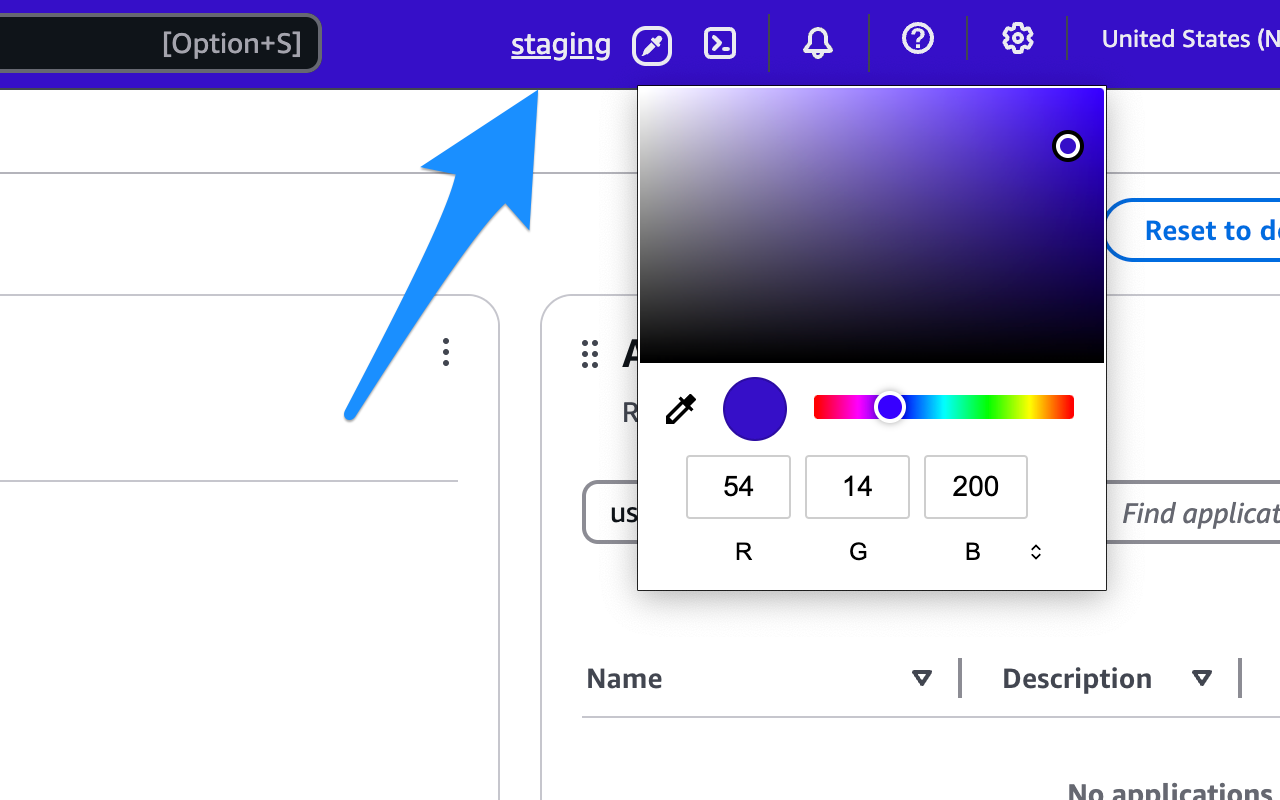 [Option+S]
staging
United States (N
Reset to de
A
R
54 14 200
us
Find applicat
R G B
Name
Description
No applications